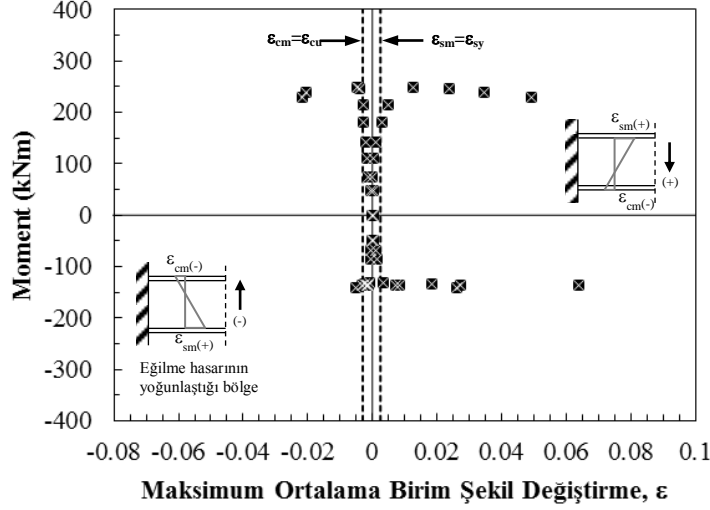 400
300
200
100
0
-100
-200
-300
-400
Moment (kNm)
εcm=εcu
εsm=εsy
εsm(+)
(+)
εcm(-)
εcm(-)
(-)
εsm(+)
Eğilme hasarının
yoğunlaştığı bölge
-0.08 -0.06 -0.04 -0.02 0 0.02 0.04 0.06 0.08 0.1
Maksimum Ortalama Birim Şekil Değiştirme, ε